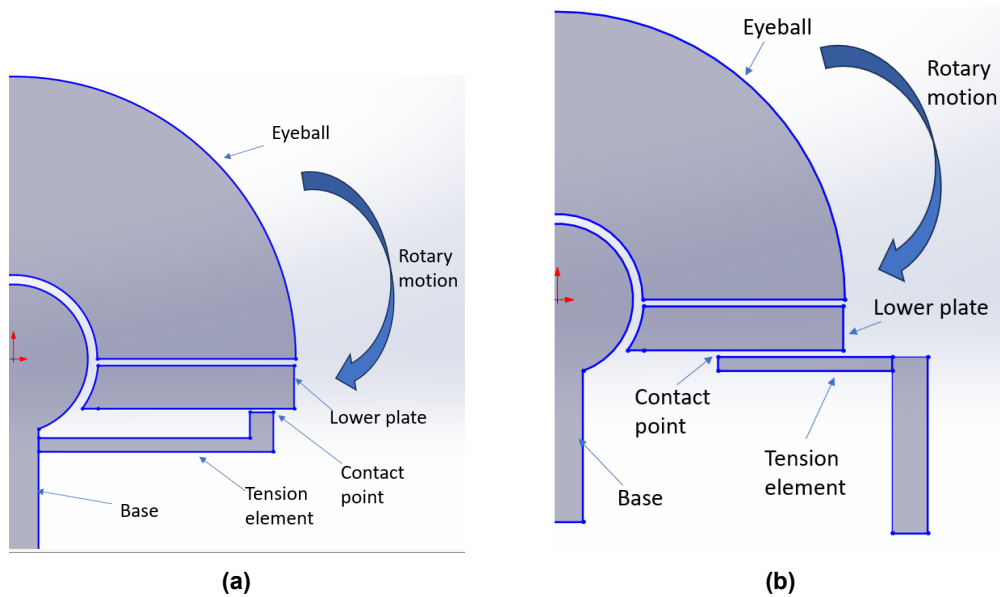 Eyeball
Rotary
motion
Lower plate
Contact
point
Tension
element
Base
(a)
Eyeball
Rotary
motion
Lower plate
Contact
point
Tension
element
Base
(b)